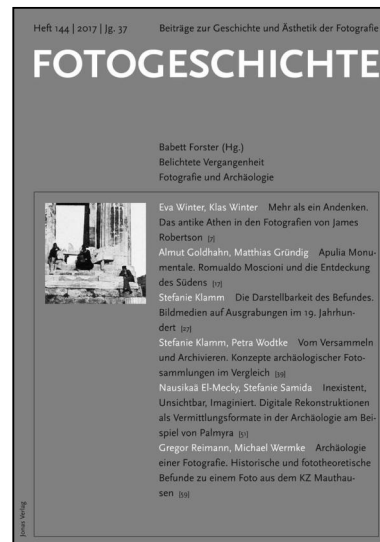 Heft 144 | 2017 | Jg. 37 Beiträge zur Geschichte und Ästhetik der Fotografie
FOTOGESCHICHTE
Babett Forster (Hg.)
Belichtete Vergangenheit
Fotografie und Archäologie
Eva Winter, Klas Winter Mehr als ein Andenken.
Das antike Athen in den Fotografien von James
Robertson [7]
Almut Goldhahn, Matthias Gründig Apulia Monu-
mentale. Romualdo Moscioni und die Entdeckung
des Südens [17]
Stefanie Klamm Die Darstellbarkeit des Befundes.
Bildmedien auf Ausgrabungen im 19. Jahrhun-
dert [27]
Stefanie Klamm, Petra Wodtke Vom Versammeln
und Archivieren. Konzepte archäologischer Foto-
sammlungen im Vergleich [39]
Nausikaä El-Mecky, Stefanie Samida Inexistent,
Unsichtbar, Imaginiert. Digitale Rekonstruktionen
als Vermittlungsformate in der Archäologie am Bei-
spiel von Palmyra [51]
Gregor Reimann, Michael Wermke Archäologie
einer Fotografie. Historische und fototheoretische
Befunde zu einem Foto aus dem KZ Mauthau-
sen [59]
Jonas Verlag